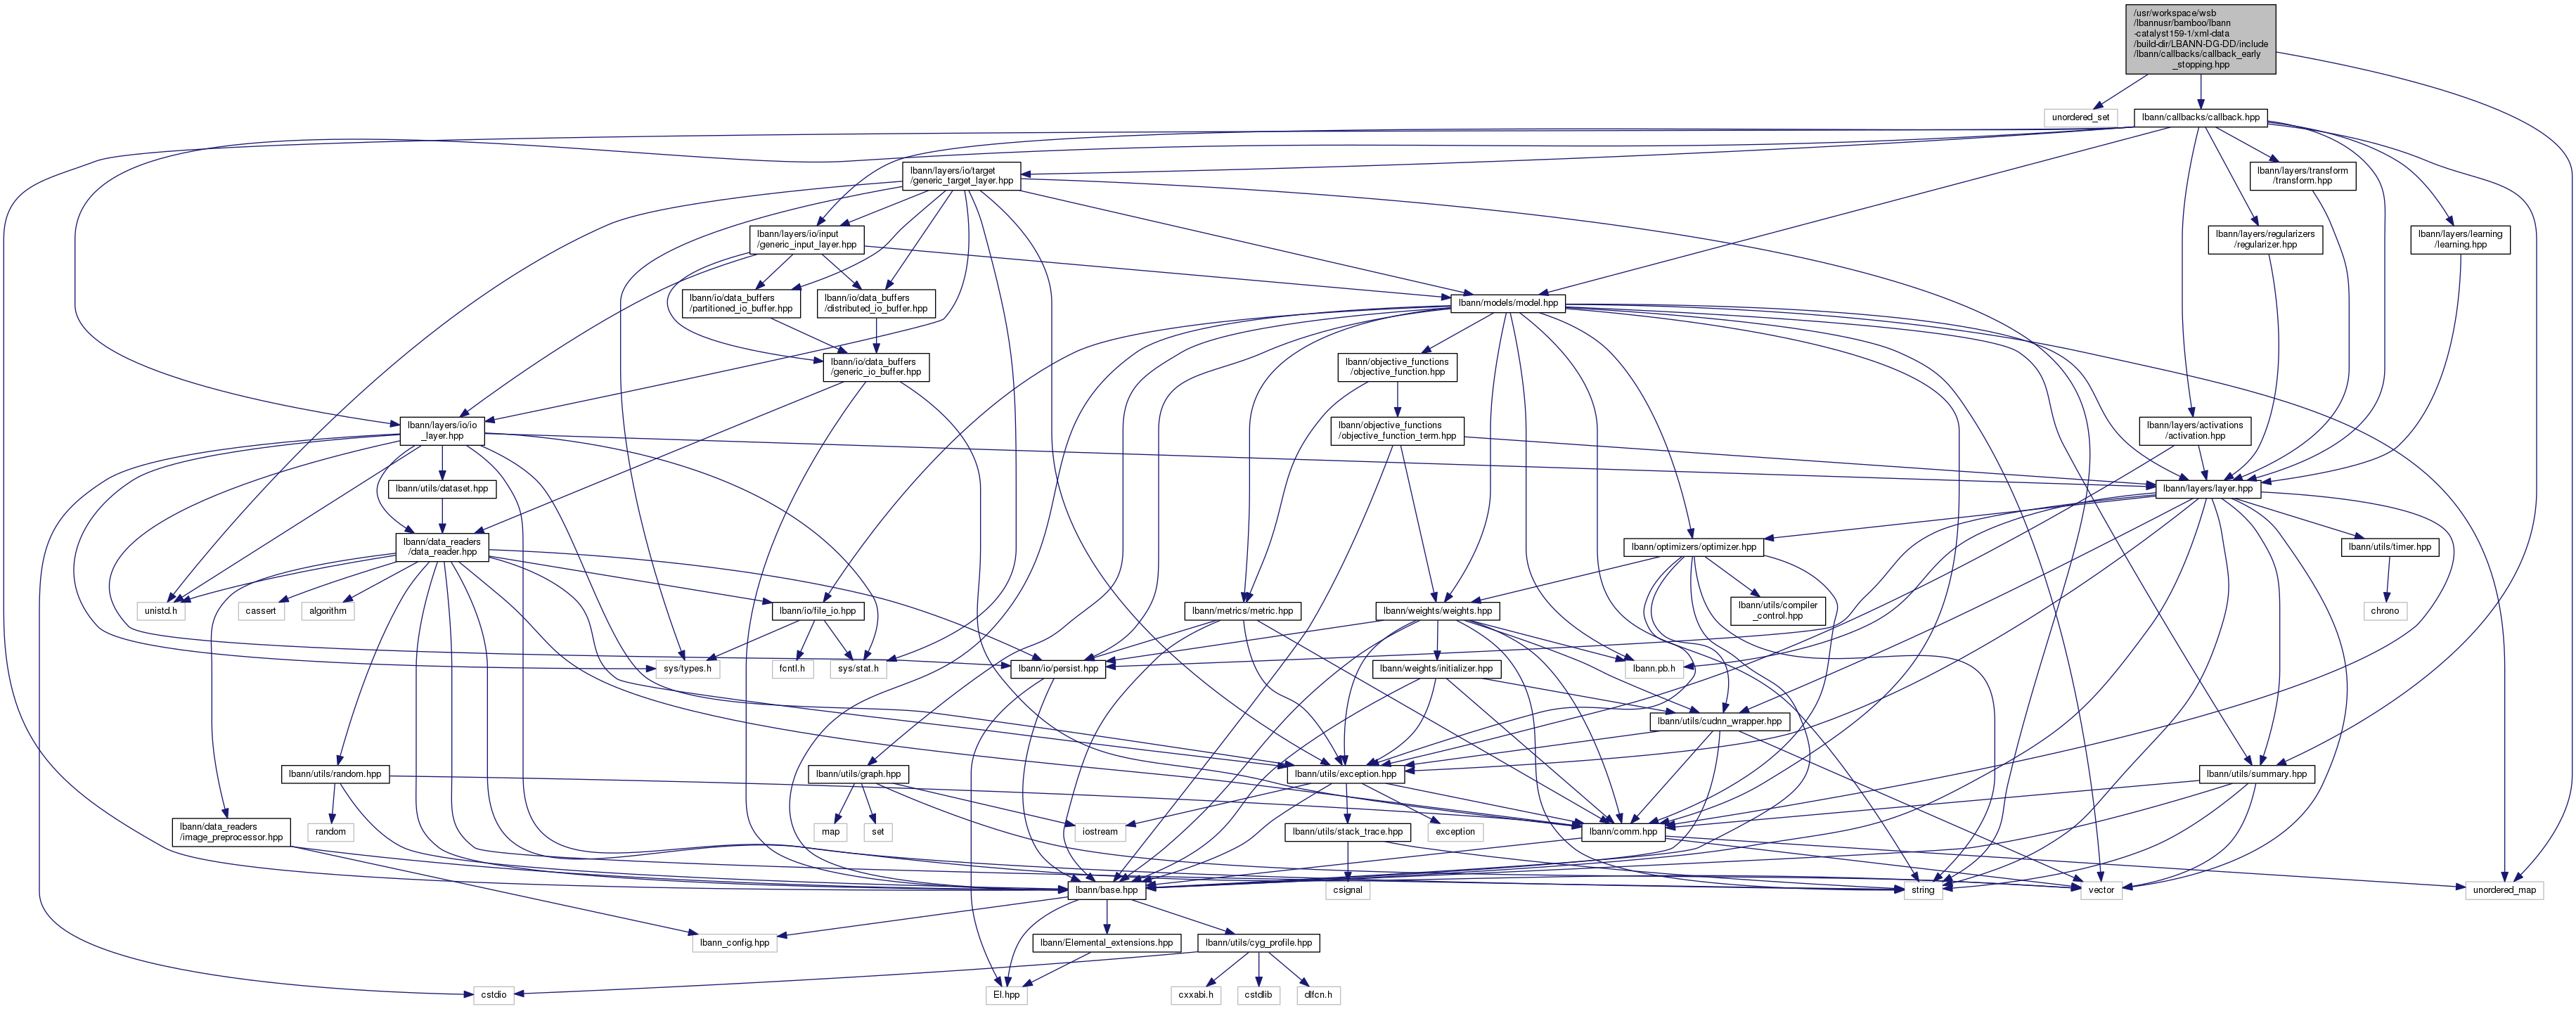 /usr/workspace/wsb
/lbannusr/bamboo/lbann
-catalyst159-1/xml-data
/build-dir/LBANN-DG-DD/include
/lbann/callbacks/callback_early
_stopping.hpp
unordered_set
lbann/callbacks/callback.hpp
lbann/layers/io/target
/generic_target_layer.hpp
lbann/layers/transform
/transform.hpp
lbann/layers/io/input
/generic_input_layer.hpp
lbann/layers/regularizers
/regularizer.hpp
lbann/layers/learning
/learning.hpp
lbann/io/data_buffers
/partitioned_io_buffer.hpp
lbann/io/data_buffers
/distributed_io_buffer.hpp
lbann/models/model.hpp
lbann/io/data_buffers
/generic_io_buffer.hpp
lbann/objective_functions
/objective_function.hpp
lbann/layers/io/io
_layer.hpp
lbann/objective_functions
/objective_function_term.hpp
lbann/layers/activations
/activation.hpp
lbann/utils/dataset.hpp
lbann/layers/layer.hpp
lbann/data_readers
/data_reader.hpp
lbann/optimizers/optimizer.hpp
lbann/utils/timer.hpp
unistd.h
cassert
algorithm
lbann/io/file_io.hpp
lbann/metrics/metric.hpp
lbann/weights/weights.hpp
lbann/utils/compiler
_control.hpp
chrono
sys/types.h
fcntl.h
sys/stat.h
lbann/io/persist.hpp
lbann/weights/initializer.hpp
lbann.pb.h
lbann/utils/cudnn_wrapper.hpp
lbann/utils/random.hpp
lbann/utils/graph.hpp
lbann/utils/exception.hpp
lbann/utils/summary.hpp
lbann/data_readers
/image_preprocessor.hpp
random
map
set
iostream
lbann/utils/stack_trace.hpp
exception
lbann/comm.hpp
lbann/base.hpp
csignal
string
vector
unordered_map
lbann_config.hpp
lbann/Elemental_extensions.hpp
lbann/utils/cyg_profile.hpp
cstdio
El.hpp
cxxabi.h
cstdlib
dlfcn.h